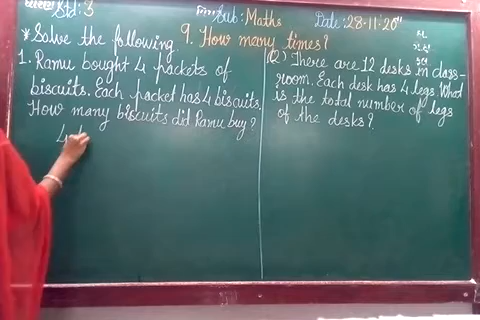 Std: 3
Sub: Maths
Date: 28-11-20
9. How many times?
*Solve the following.
1. Ramu bought 4 packets of
biscuits. Each packet has 4 biscuits.
How many biscuits did Ramu buy?
4
Q2) There are 12 desks in class-
room. Each desk has 4 legs. What
is the total number of legs
of the desks?